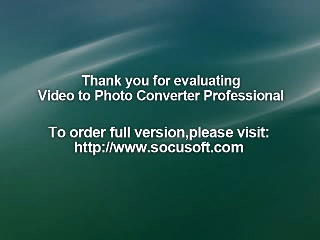 Thank you for evaluating
Video to Photo Converter Professional
To order full version,please visit:
http://www.socusoft.com